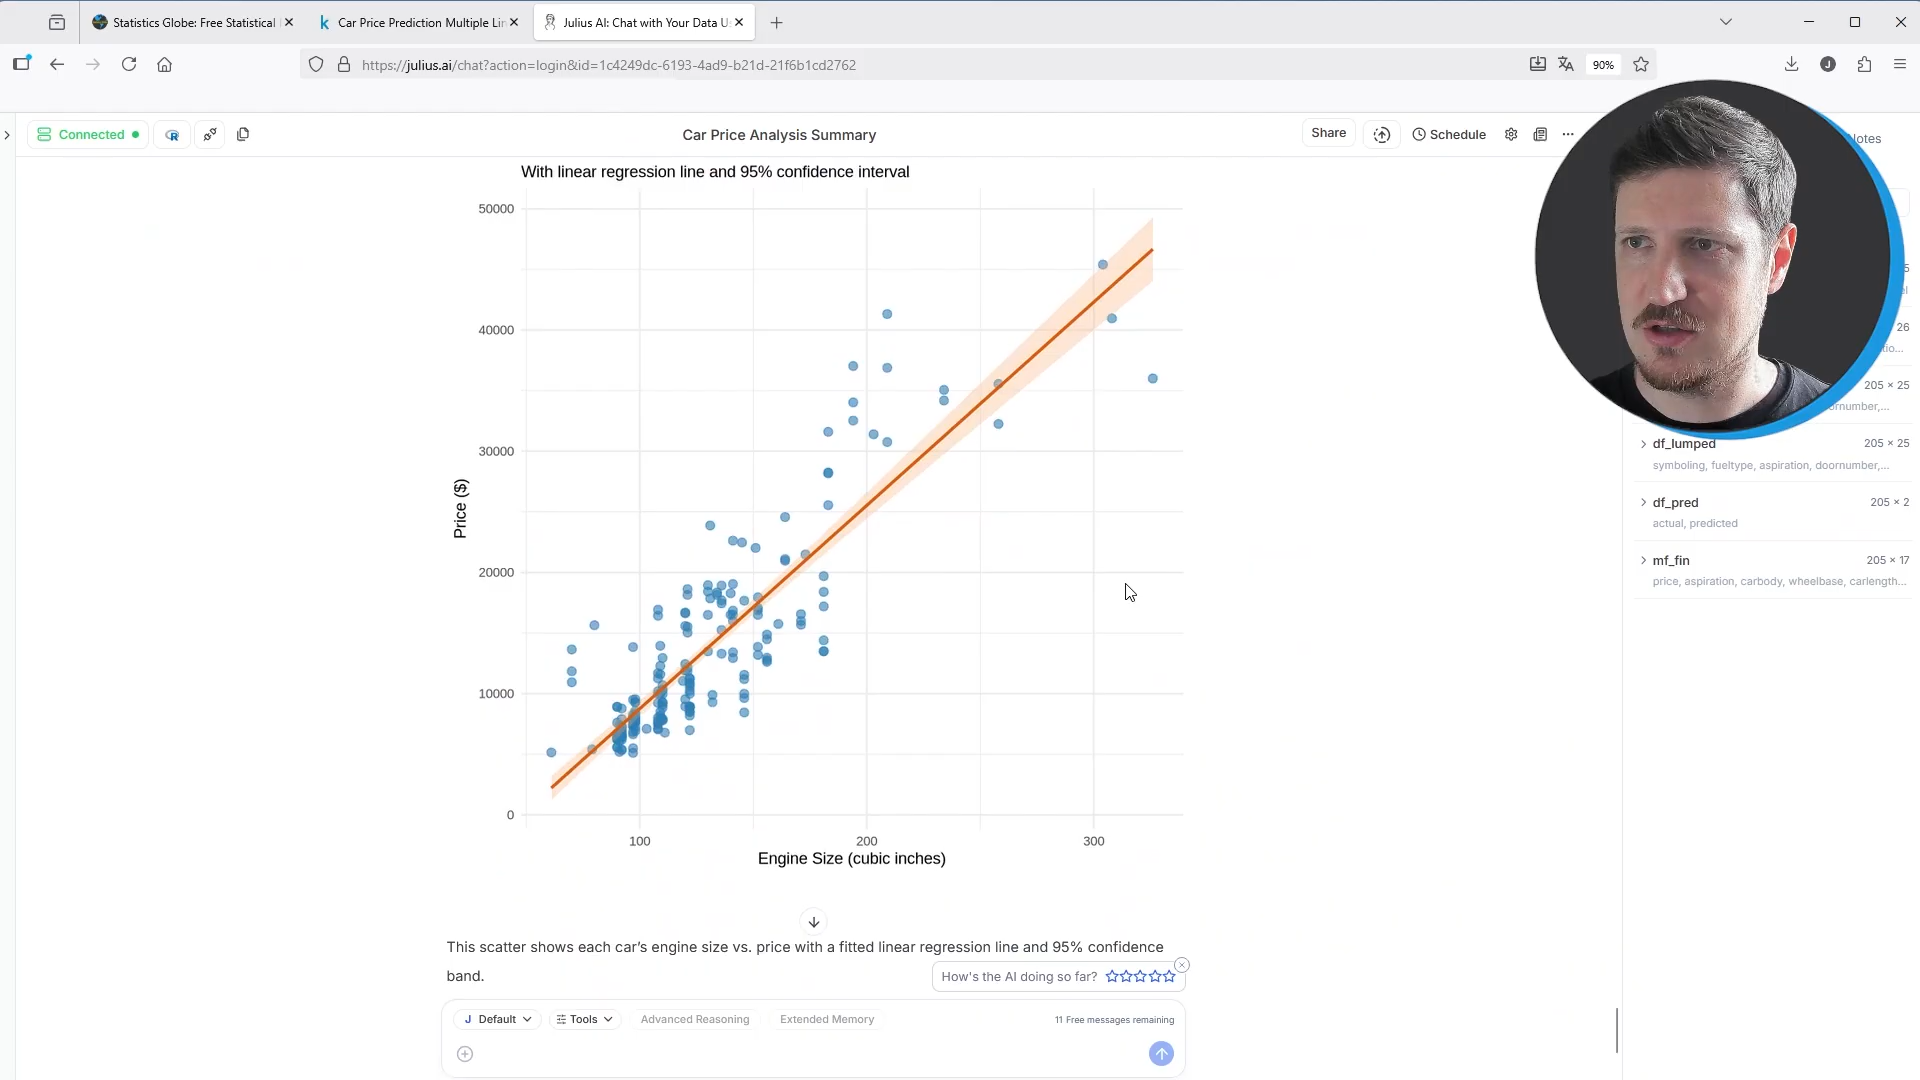 Statistics Globe: Free Statistical
Car Price Prediction Multiple Lin
Julius AI: Chat with Your Data U
https://julius.ai/chat?action=login&id=1c4249dc-6193-4ad9-b21d-21f6b1cd2762
90%
Connected
Car Price Analysis Summary
Share
Schedule
Notes
With linear regression line and 95% confidence interval
50000
40000
30000
20000
10000
0
Price ($)
100
200
300
Engine Size (cubic inches)
26
205 × 25
ornumber,...
df_lumped
205 × 25
symboling, fueltype, aspiration, doornumber,...
df_pred
205 × 2
actual, predicted
mf_fin
205 × 17
price, aspiration, carbody, wheelbase, carlength...
This scatter shows each car's engine size vs. price with a fitted linear regression line and 95% confidence
band.
How's the AI doing so far?
J Default
Tools
Advanced Reasoning
Extended Memory
11 Free messages remaining